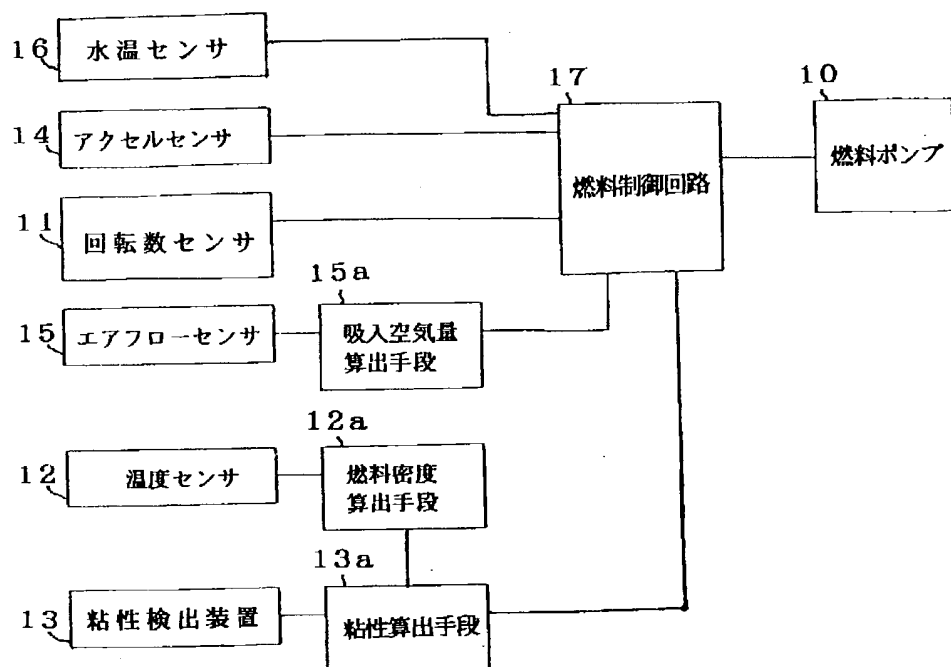 16
水温センサ
14
アクセルセンサ
11
回転数センサ
15
エアフローセンサ
15a
吸入空気量
算出手段
12
温度センサ
12a
燃料密度
算出手段
13
粘性検出装置
13a
粘性算出手段
17
燃料制御回路
10
燃料ポンプ